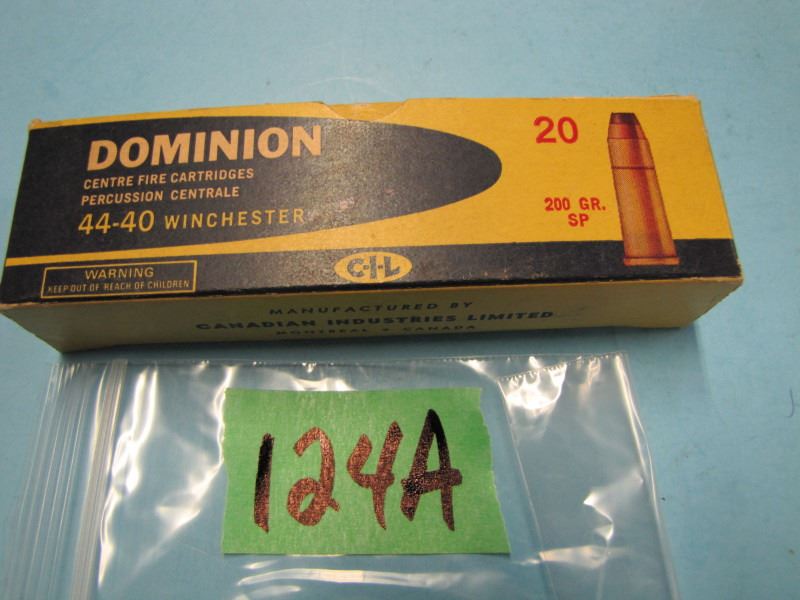 DOMINION
CENTRE FIRE CARTRIDGES
PERCUSSION CENTRALE
44-40 WINCHESTER
20
200 GR.
SP
WARNING
KEEP OUT OF REACH OF CHILDREN
C-I-L
MANUFACTURED BY
CANADIAN INDUSTRIES LIMITED
MONTREAL • CANADA
124A